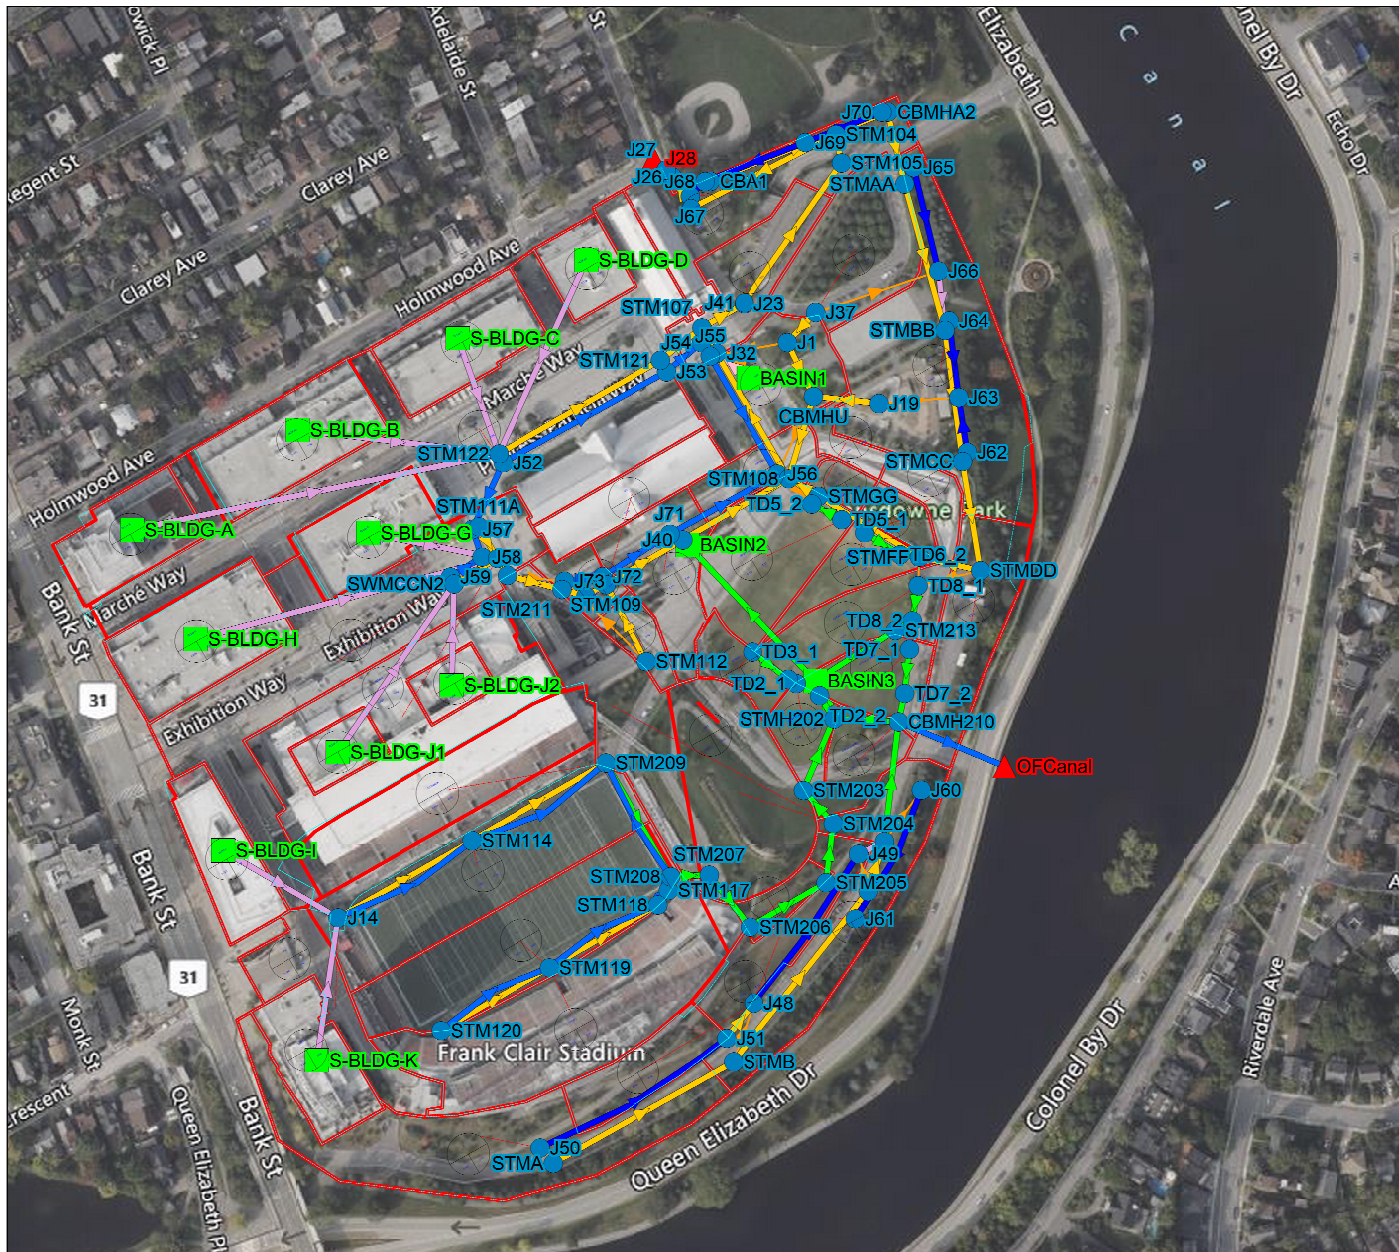 Adelaide St
St
Elizabeth Dr
Canal
Colonel By Dr
Echo Dr
Regent St
Clarey Ave
Clarey Ave
J70
CBMHA2
STM104
J69
J27
J28
STM105
J65
J26
J68
CBA1
STMAA
J67
Holmwood Ave
S-BLDG-D
J66
STM107
J41
J23
J37
J64
STMBB
S-BLDG-C
J55
J54
J32
J1
STM121
J53
Marché Way
BASIN1
J63
J19
CBMHU
S-BLDG-B
STM122
J52
J62
STMCC
Holmwood Ave
J56
STM108
STM111A
STMGG
TD5_2
S-BLDG-A
S-BLDG-G
J57
J71
TD5_1
J40
BASIN2
STMFF
TD6_2
J58
STMDD
SWMCCN2
J59
J73
J72
TD8_1
Marché Way
STM211
STM109
Exhibition Way
TD8_2
STM213
Bank St
S-BLDG-H
STM112
TD3_1
TD7_1
TD2_1
BASIN3
S-BLDG-J2
TD7_2
31
Exhibition Way
STMH202
TD2_2
CBMH210
S-BLDG-J1
STM209
OFCanal
STM203
J60
STM204
STM114
S-BLDG-I
J49
STM207
STM208
STM117
STM205
Bank St
J14
STM118
J61
STM206
31
STM119
J48
Monk St
STM120
J51
Frank Clair Stadium
STMB
S-BLDG-K
Colonel By Dr
Riverdale Ave
Queen Elizabeth Pl
Bank St
Queen Elizabeth Dr
J50
STMA